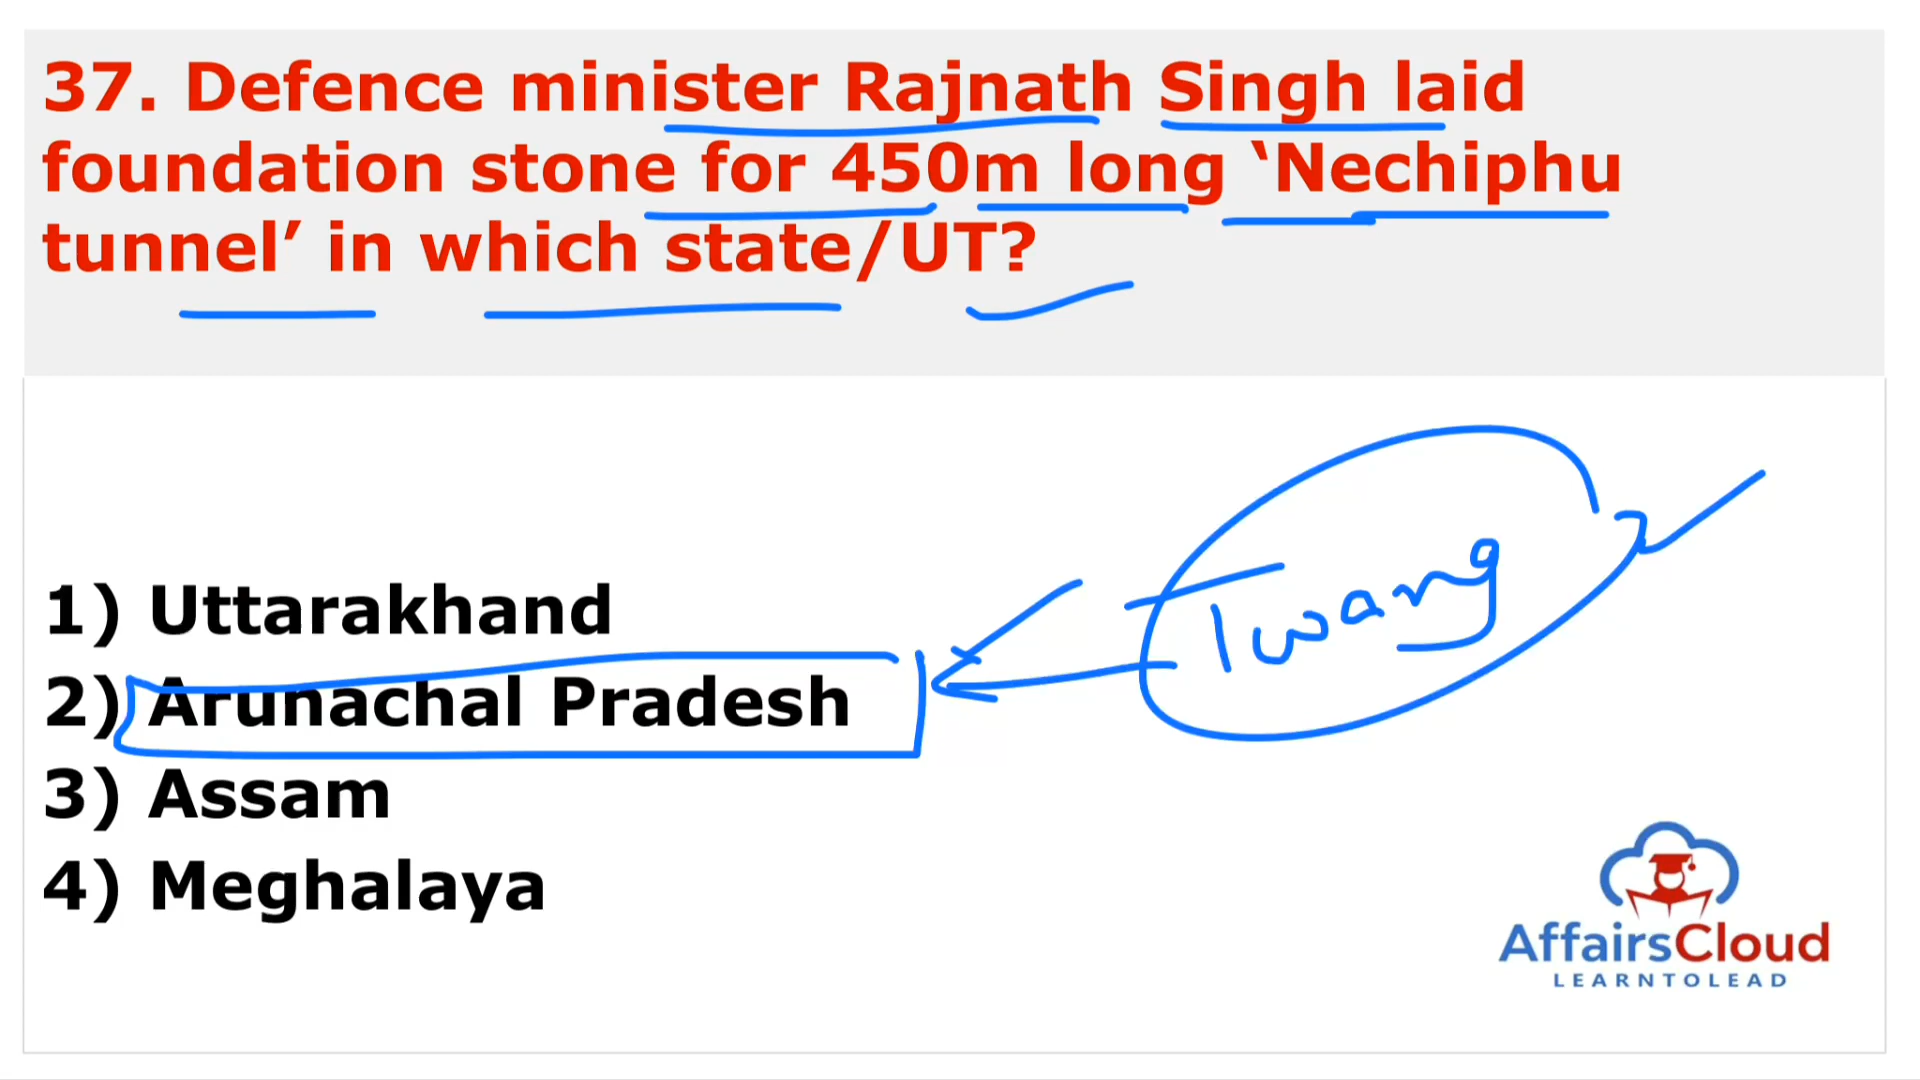 37. Defence minister Rajnath Singh laid
foundation stone for 450m long ‘Nechiphu
tunnel’ in which state/UT?
1) Uttarakhand
2) Arunachal Pradesh
3) Assam
4) Meghalaya
Twang
AffairsCloud
LEARNTOLEAD